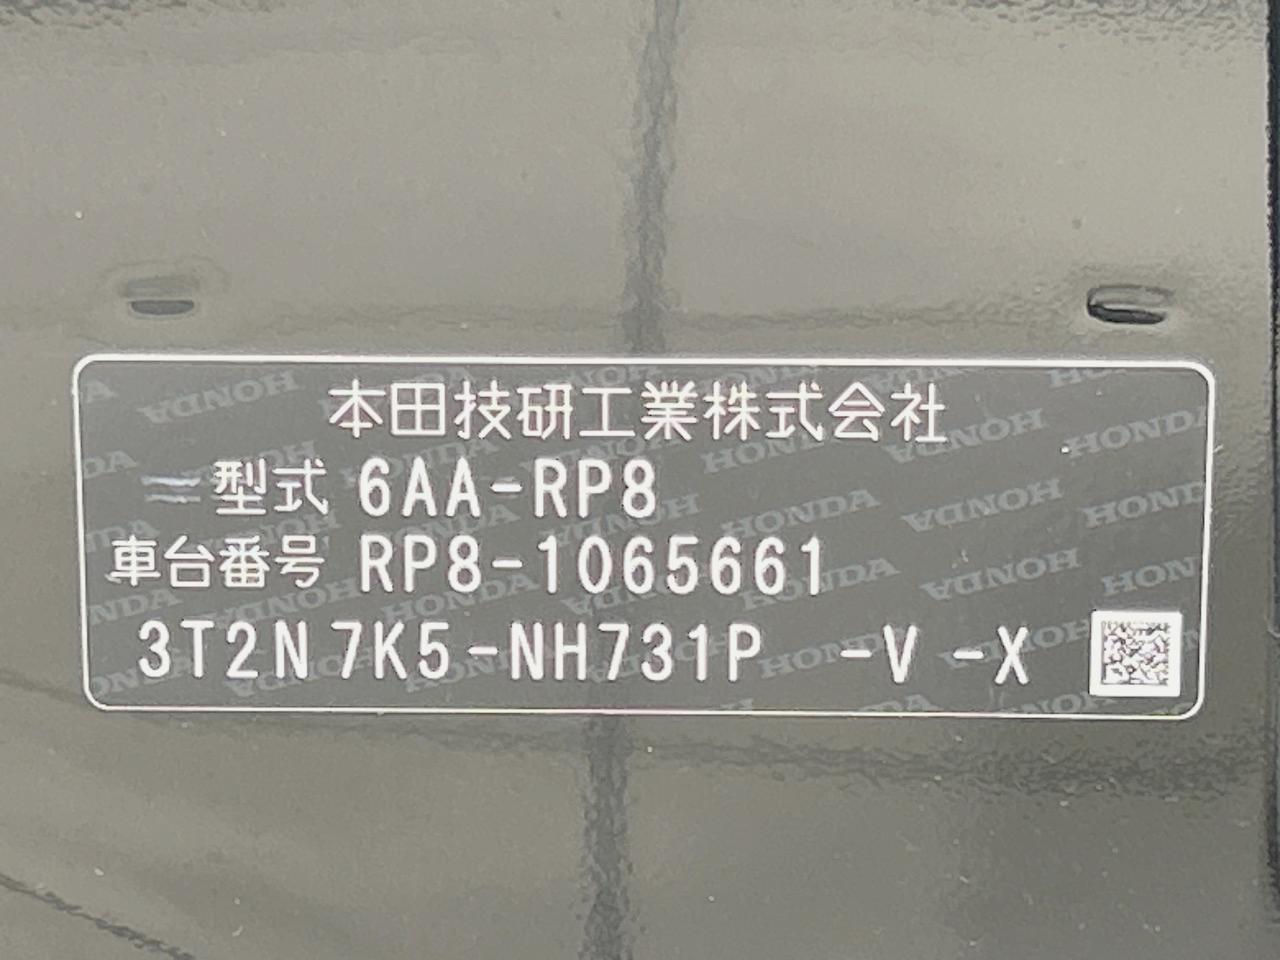 本田技研工業株式会社
型式 6AA-RP8
車台番号 RP8-1065661
3T2N7K5-NH731P -V -X